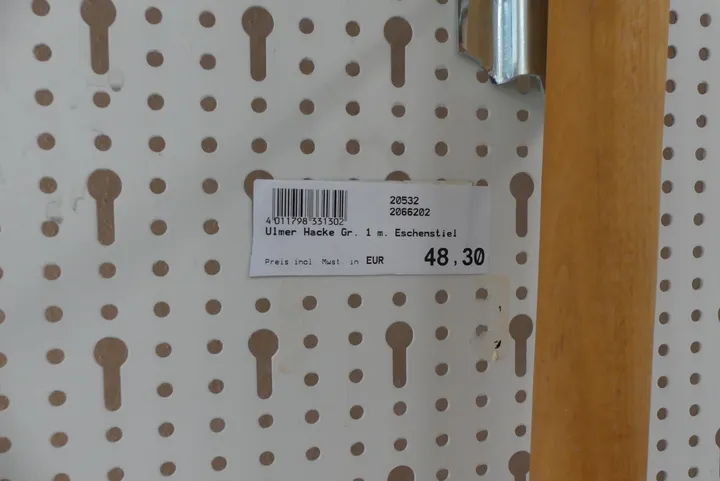 20532
2066202
4 011798 331302
Ulmer Hacke Gr. 1 m. Eschenstiel
Preis incl. Mwst. in EUR 48,30